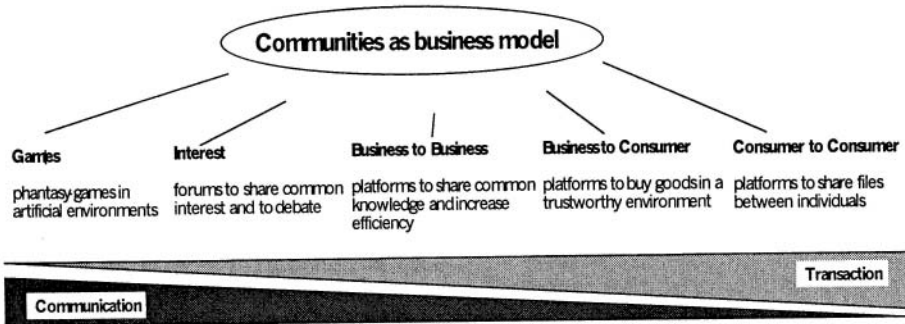 Communities as business model
Games
phantasy-games in
artificial environments
Interest
forums to share common
interest and to debate
Business to Business
platforms to share common
knowledge and increase
efficiency
Business to Consumer
platforms to buy goods in a
trustworthy environment
Consumer to Consumer
platforms to share files
between individuals
Transaction
Communication